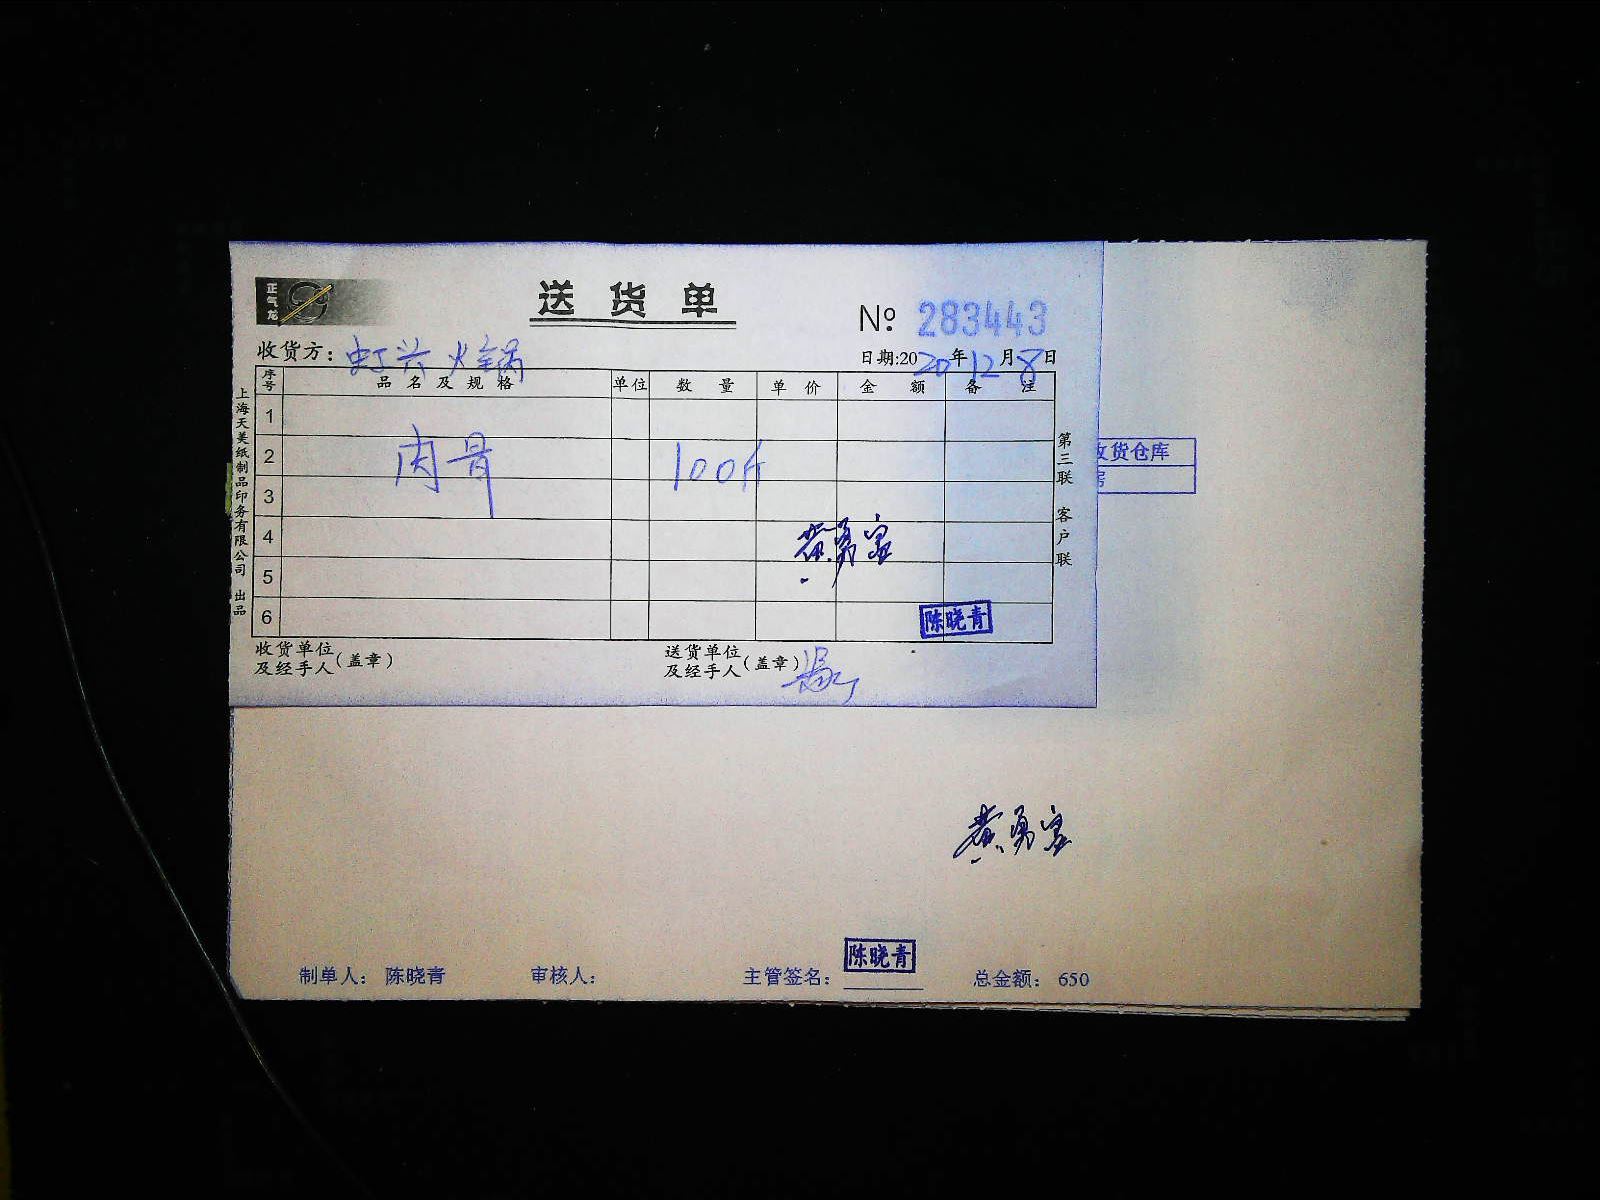 正气龙
送货单
№ 283443
收货方: 虹兴火锅
日期:2020年12月8日
序号 品名及规格 单位 数量 单价 金额 备注
1
2 肉骨 100斤
3
4
5
6
黄勇富
陈晓青
收货单位及经手人(盖章)
送货单位及经手人(盖章)
上海天美纸制品印务有限公司 出品
第三联 客户联
收货仓库
黄勇富
陈晓青
制单人: 陈晓青 审核人: 主管签名: 总金额: 650